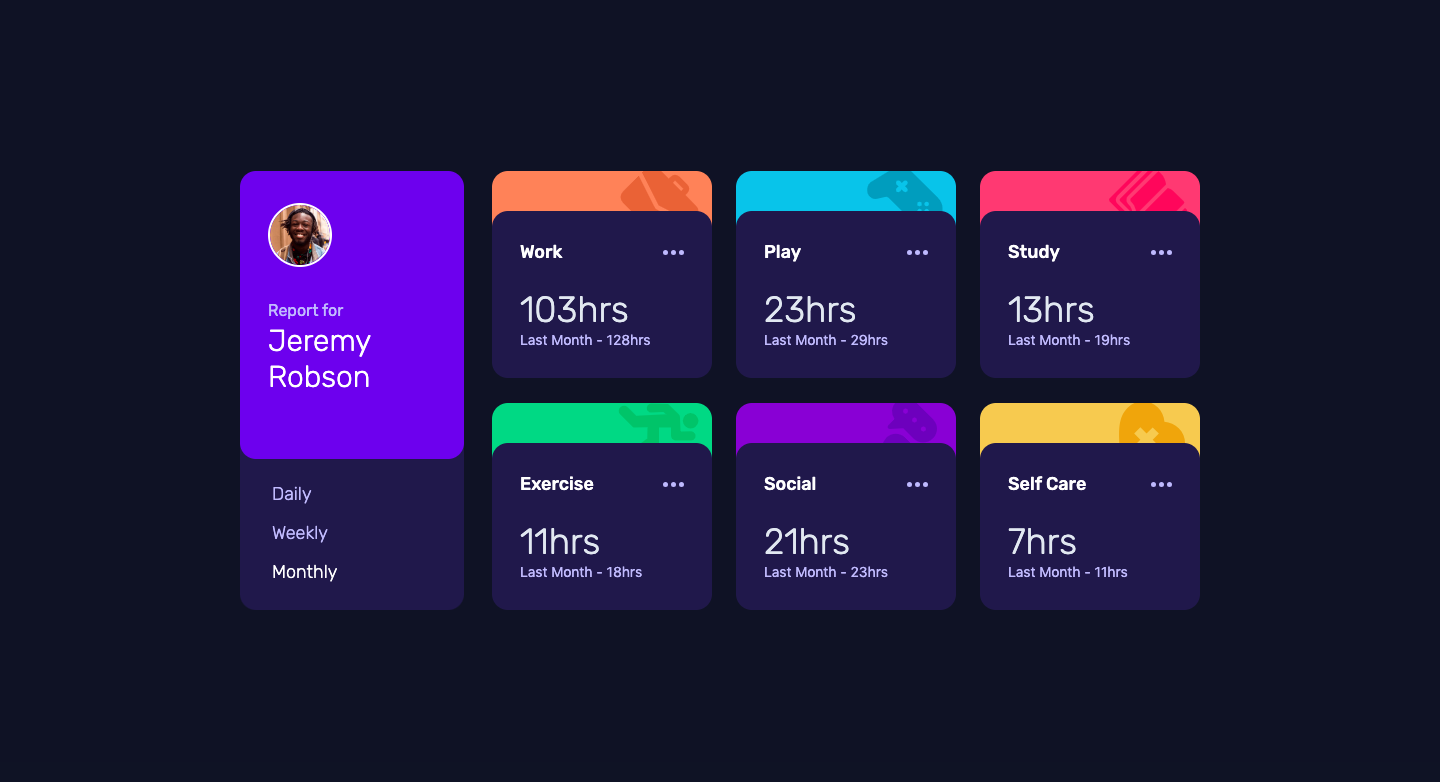 Report for
Jeremy
Robson
Daily
Weekly
Monthly
Work
103hrs
Last Month - 128hrs
Play
23hrs
Last Month - 29hrs
Study
13hrs
Last Month - 19hrs
Exercise
11hrs
Last Month - 18hrs
Social
21hrs
Last Month - 23hrs
Self Care
7hrs
Last Month - 11hrs